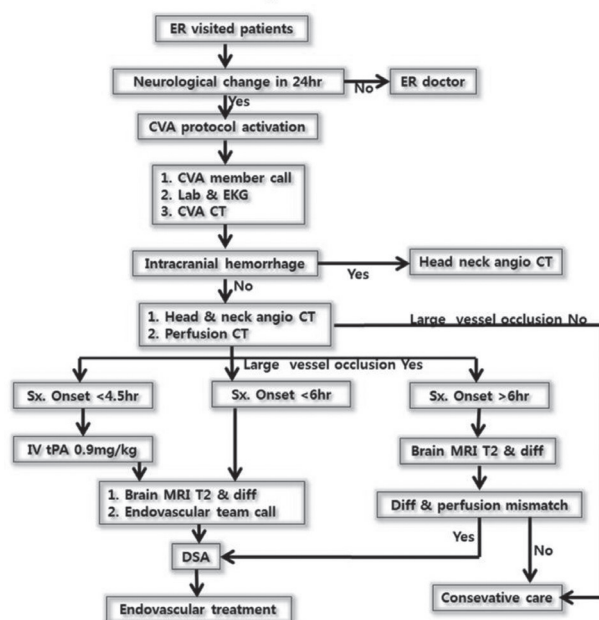 ER visited patients
Neurological change in 24hr
No
ER doctor
Yes
CVA protocol activation
1. CVA member call
2. Lab & EKG
3. CVA CT
Intracranial hemorrhage
Yes
Head neck angio CT
No
1. Head & neck angio CT
2. Perfusion CT
Large vessel occlusion No
Large vessel occlusion Yes
Sx. Onset <4.5hr
Sx. Onset <6hr
Sx. Onset >6hr
IV tPA 0.9mg/kg
Brain MRI T2 & diff
1. Brain MRI T2 & diff
2. Endovascular team call
Diff & perfusion mismatch
Yes
No
DSA
Endovascular treatment
Consevative care